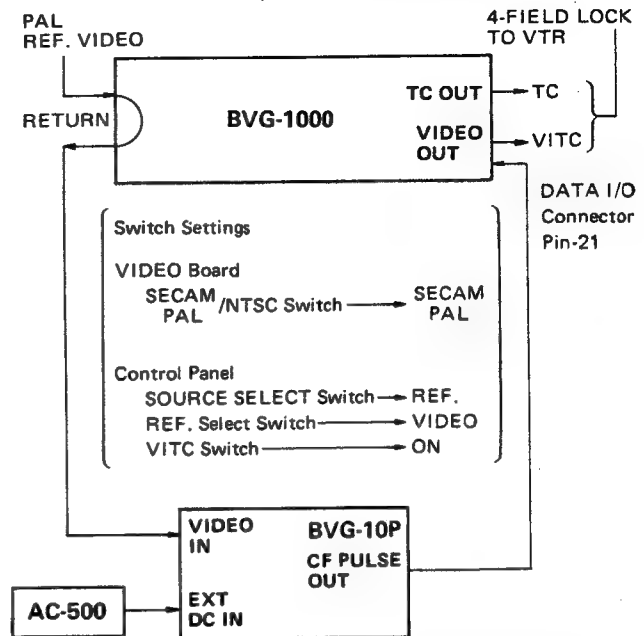 PAL
REF. VIDEO
4-FIELD LOCK
TO VTR
RETURN
BVG-1000
TC OUT
TC
VIDEO
OUT
VITC
DATA I/O
Connector
Pin-21
Switch Settings
VIDEO Board
SECAM
PAL /NTSC Switch
SECAM
PAL
Control Panel
SOURCE SELECT Switch REF.
REF. Select Switch VIDEO
VITC Switch ON
VIDEO
IN
BVG-10P
CF PULSE
OUT
AC-500
EXT
DC IN